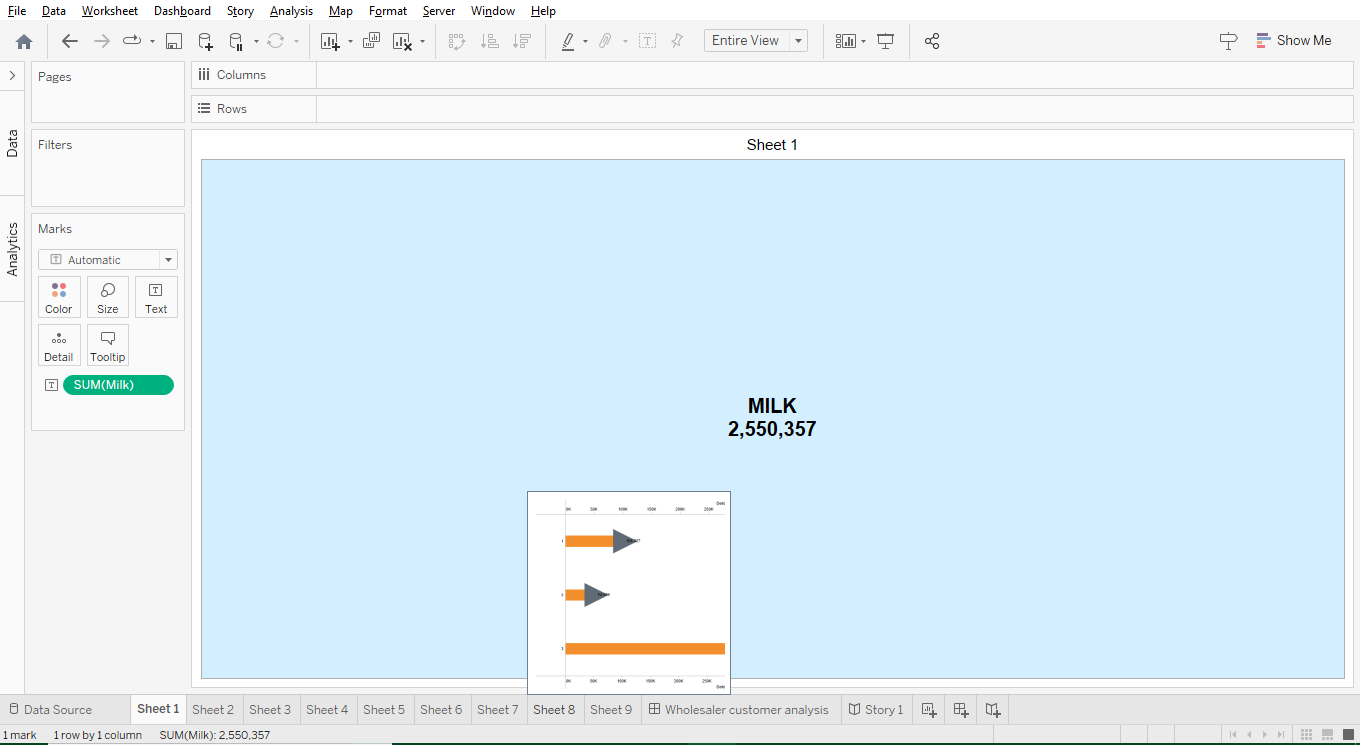 File Data Worksheet Dashboard Story Analysis Map Format Server Window Help
Entire View
Show Me
Pages
Columns
Rows
Data
Analytics
Filters
Marks
Automatic
Color Size Text
Detail Tooltip
SUM(Milk)
Sheet 1
MILK
2,550,357
0K 50K 100K 150K 200K 250K
1
2
3
0K 50K 100K 150K 200K 250K
Data Source Sheet 1 Sheet 2 Sheet 3 Sheet 4 Sheet 5 Sheet 6 Sheet 7 Sheet 8 Sheet 9 Wholesaler customer analysis Story 1
1 mark 1 row by 1 column SUM(Milk): 2,550,357